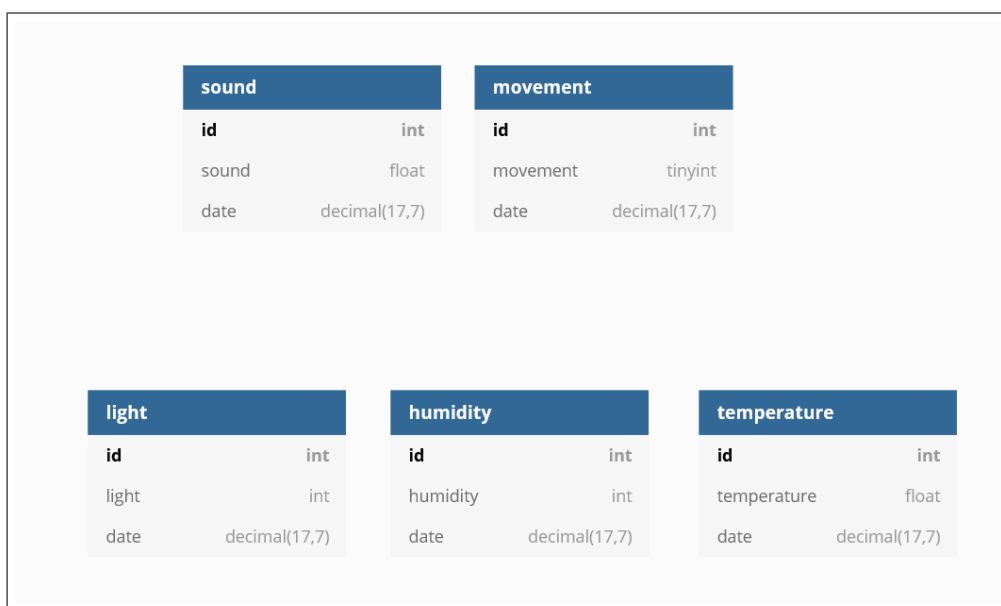 sound
id int
sound float
date decimal(17,7)
movement
id int
movement tinyint
date decimal(17,7)
light
id int
light int
date decimal(17,7)
humidity
id int
humidity int
date decimal(17,7)
temperature
id int
temperature float
date decimal(17,7)